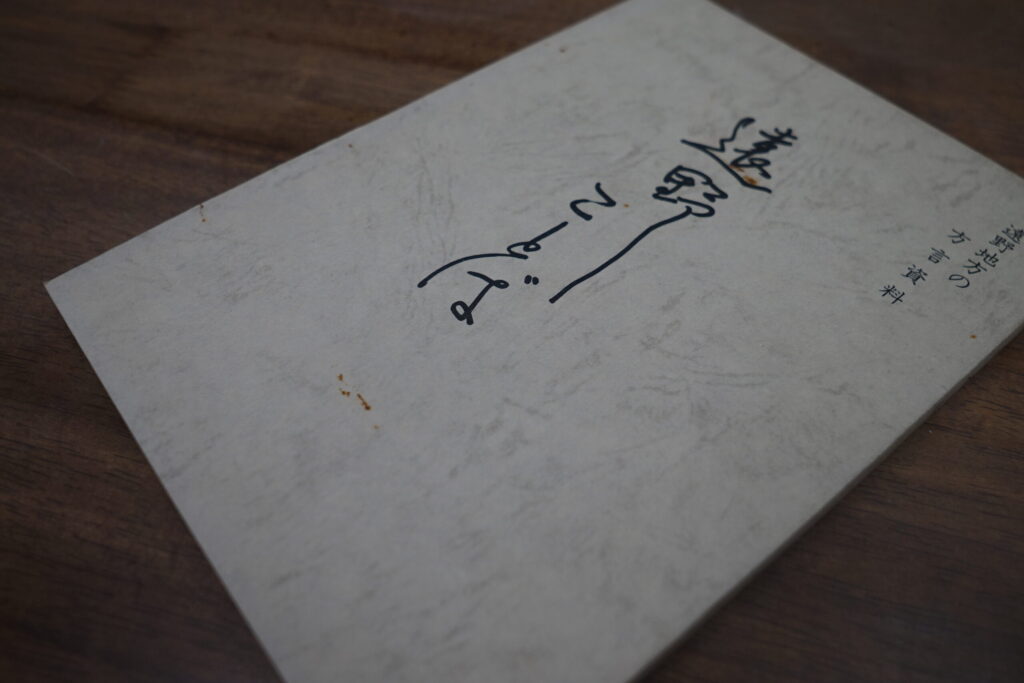 遠野地方の
方言資料
遠野
ことば